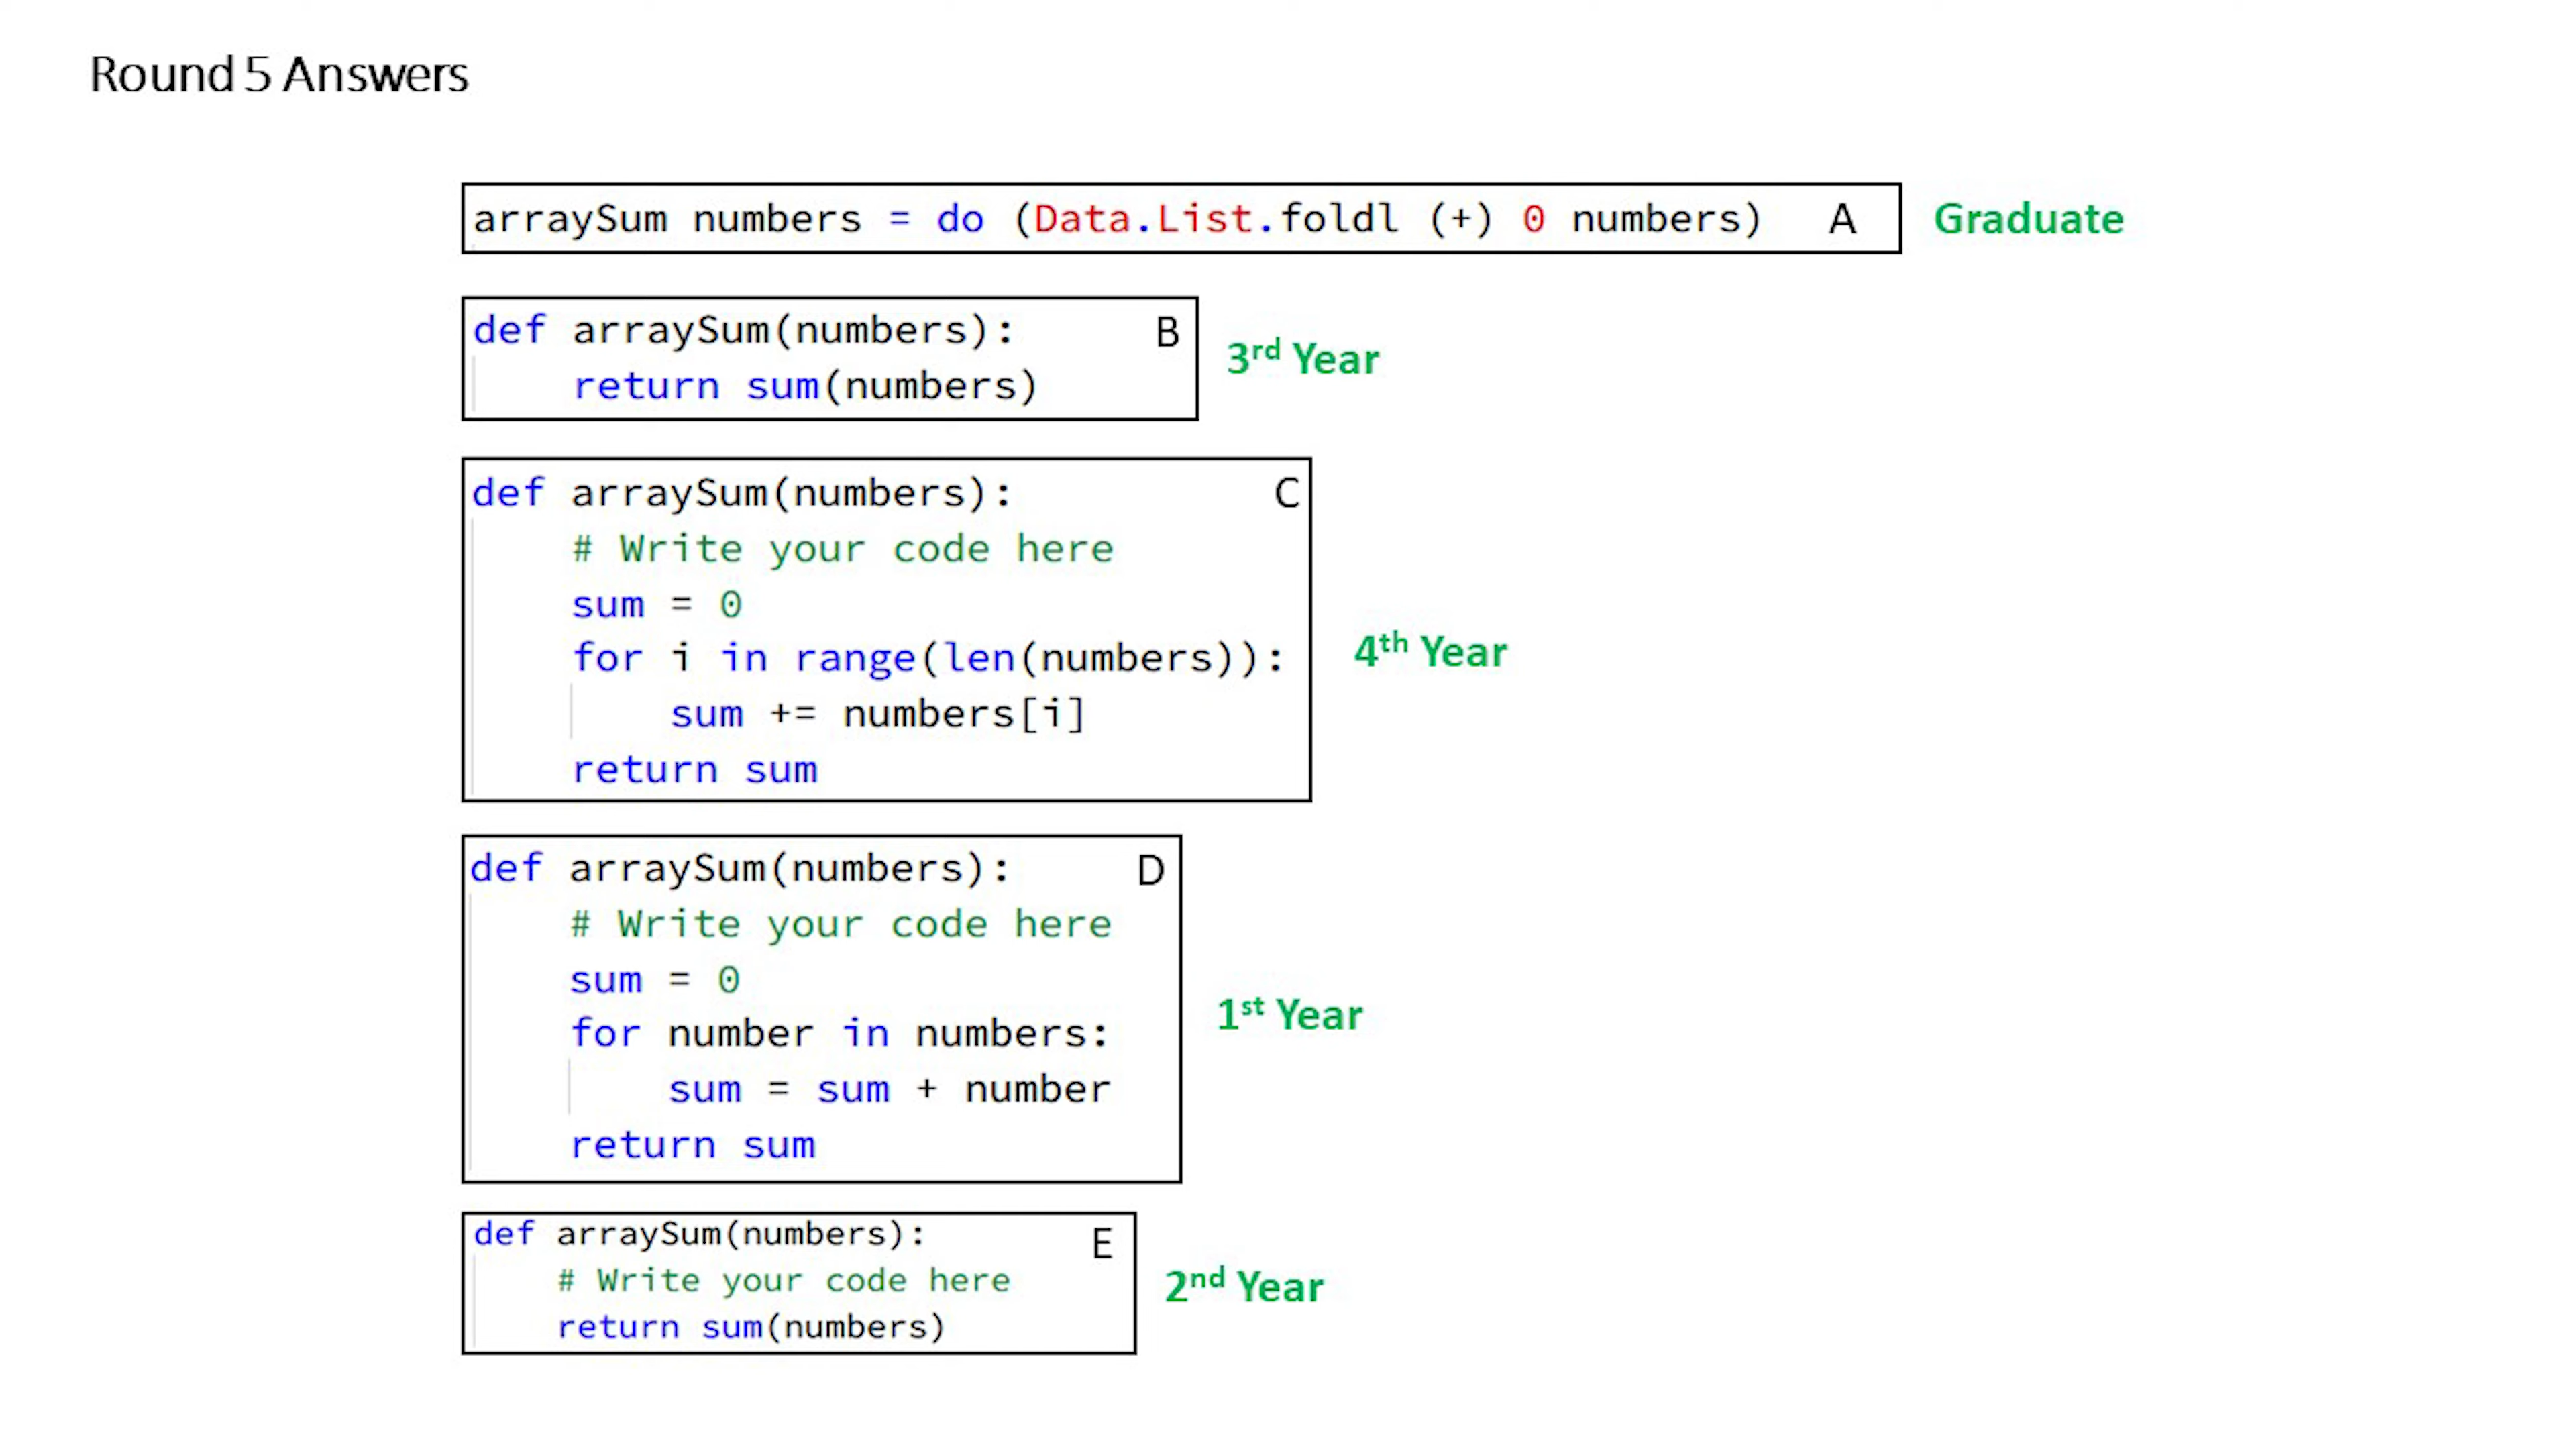 Round 5 Answers
arraySum numbers = do (Data.List.foldl (+) 0 numbers) A
Graduate
def arraySum(numbers): B
return sum(numbers)
3rd Year
def arraySum(numbers): C
# Write your code here
sum = 0
for i in range(len(numbers)):
sum += numbers[i]
return sum
4th Year
def arraySum(numbers): D
# Write your code here
sum = 0
for number in numbers:
sum = sum + number
return sum
1st Year
def arraySum(numbers): E
# Write your code here
return sum(numbers)
2nd Year